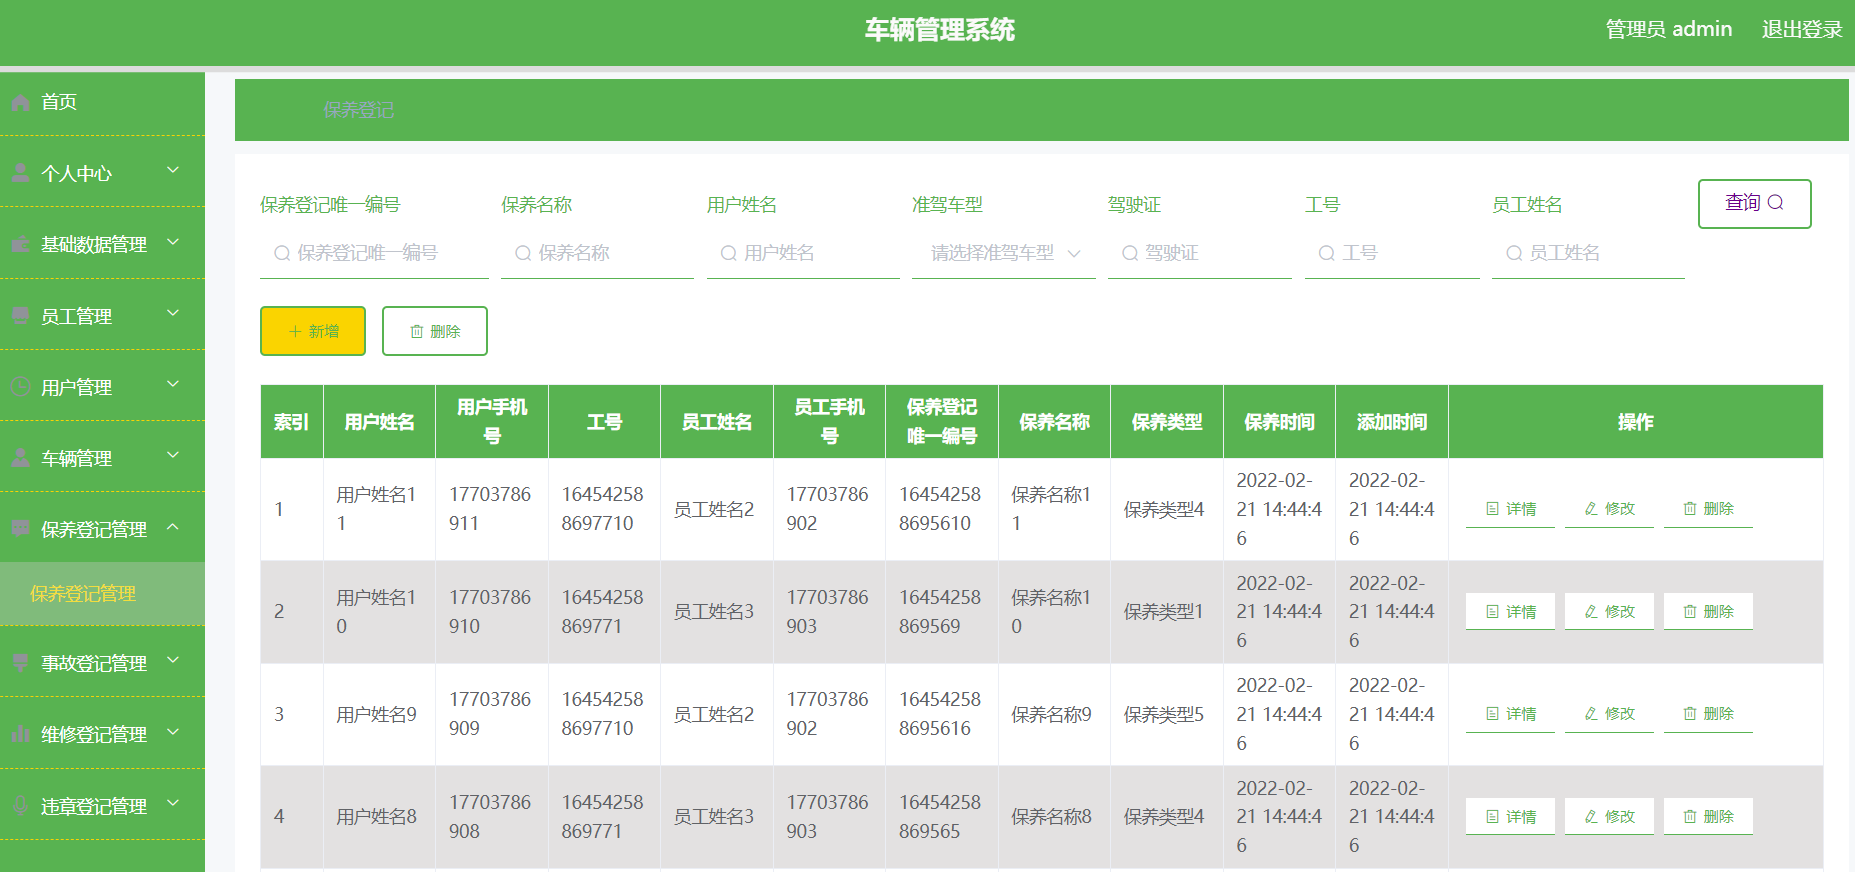 车辆管理系统
管理员 admin
退出登录
首页
个人中心
基础数据管理
员工管理
用户管理
车辆管理
保养登记管理
保养登记管理
事故登记管理
维修登记管理
违章登记管理
保养登记
保养登记唯一编号 保养名称 用户姓名 准驾车型 驾驶证 工号 员工姓名
保养登记唯一编号 保养名称 用户姓名 请选择准驾车型 驾驶证 工号 员工姓名
查询
新增 删除
索引 用户姓名 用户手机号 工号 员工姓名 员工手机号 保养登记唯一编号 保养名称 保养类型 保养时间 添加时间 操作
1 用户姓名11 17703786911 164542588697710 员工姓名2 17703786902 164542588695610 保养名称11 保养类型4 2022-02-21 14:44:46 2022-02-21 14:44:46 详情 修改 删除
2 用户姓名10 17703786910 16454258869771 员工姓名3 17703786903 16454258869569 保养名称10 保养类型1 2022-02-21 14:44:46 2022-02-21 14:44:46 详情 修改 删除
3 用户姓名9 17703786909 164542588697710 员工姓名2 17703786902 164542588695616 保养名称9 保养类型5 2022-02-21 14:44:46 2022-02-21 14:44:46 详情 修改 删除
4 用户姓名8 17703786908 16454258869771 员工姓名3 17703786903 16454258869565 保养名称8 保养类型4 2022-02-21 14:44:46 2022-02-21 14:44:46 详情 修改 删除